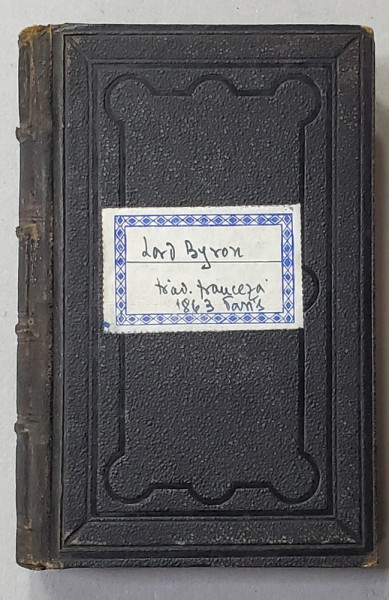 Lord Byron
trad. franceză
1863 Paris